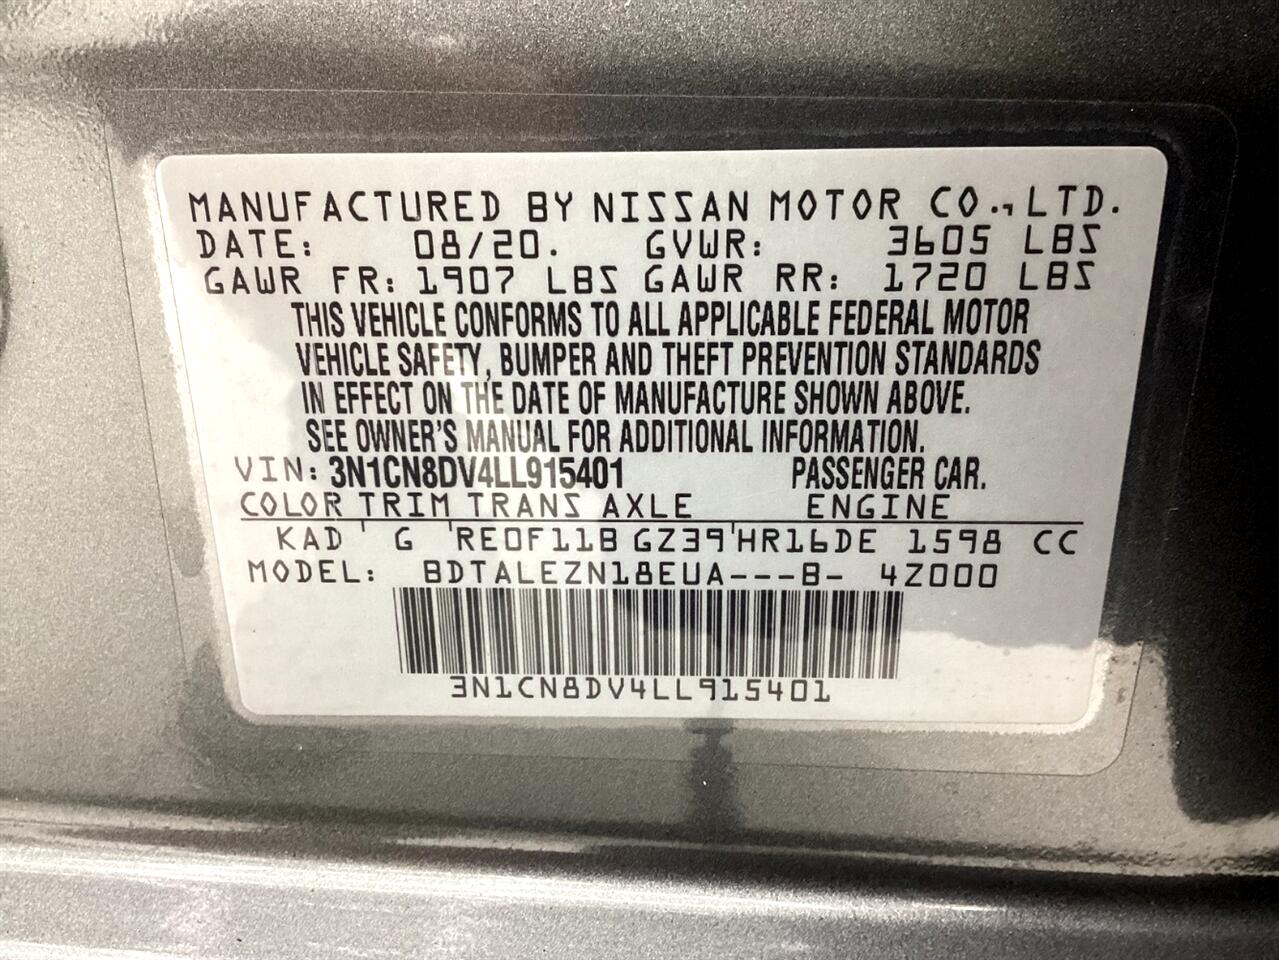 MANUFACTURED BY NISSAN MOTOR CO., LTD.
DATE: 08/20. GVWR: 3605 LBS
GAWR FR: 1907 LBS GAWR RR: 1720 LBS
THIS VEHICLE CONFORMS TO ALL APPLICABLE FEDERAL MOTOR
VEHICLE SAFETY, BUMPER AND THEFT PREVENTION STANDARDS
IN EFFECT ON THE DATE OF MANUFACTURE SHOWN ABOVE.
SEE OWNER'S MANUAL FOR ADDITIONAL INFORMATION.
VIN: 3N1CN8DV4LL915401 PASSENGER CAR.
COLOR TRIM TRANS AXLE ENGINE
KAD G RE0F11B GZ39 HR16DE 1598 CC
MODEL: BDTALEZN18EUA---B- 4Z000
3N1CN8DV4LL915401